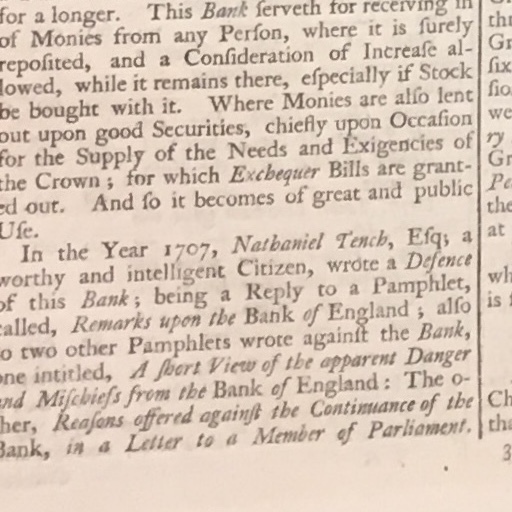 for a longer. This Bank ſerveth for receiving in
of Monies from any Perſon, where it is ſurely
repoſited, and a Conſideration of Increaſe al-
lowed, while it remains there, eſpecially if Stock
be bought with it. Where Monies are alſo lent
out upon good Securities, chiefly upon Occaſion
for the Supply of the Needs and Exigencies of
the Crown; for which Exchequer Bills are grant-
ed out. And ſo it becomes of great and public
Uſe.
In the Year 1707, Nathaniel Tench, Eſq; a
worthy and intelligent Citizen, wrote a Defence
of this Bank; being a Reply to a Pamphlet,
called, Remarks upon the Bank of England; alſo
to two other Pamphlets wrote againſt the Bank,
one intitled, A ſhort View of the apparent Danger
and Miſchiefs from the Bank of England: The o-
ther, Reaſons offered againſt the Continuance of the
Bank, in a Letter to a Member of Parliament.
thu
Gr
ſix
ſio
we
ry
Gr
Pe
the
at
wh
is f
Ch
tha
3